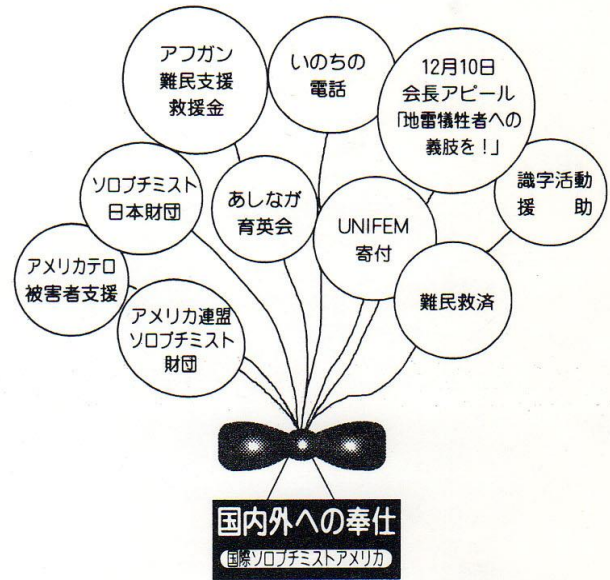 アフガン
難民支援
救援金
いのちの
電話
12月10日
会長アピール
「地雷犠牲者への
義肢を！」
ソロプチミスト
日本財団
あしなが
育英会
UNIFEM
寄付
識字活動
援　助
アメリカテロ
被害者支援
アメリカ連盟
ソロプチミスト
財団
難民救済
国内外への奉仕
国際ソロプチミストアメリカ